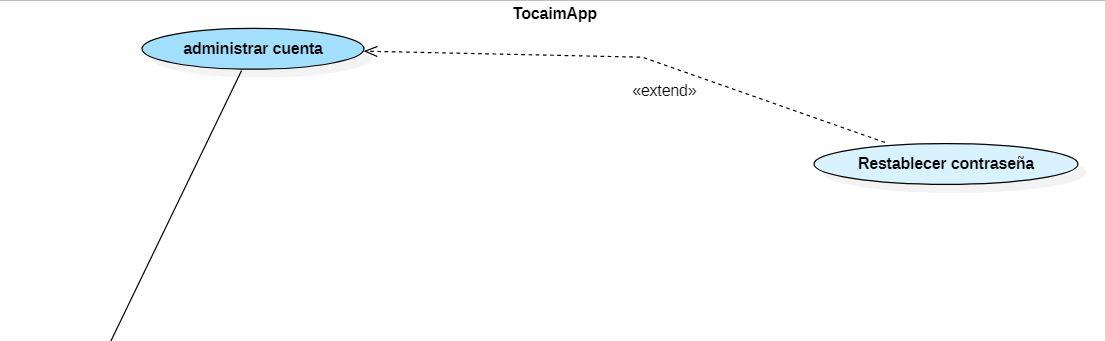 TocaimApp
administrar cuenta
«extend»
Restablecer contraseña